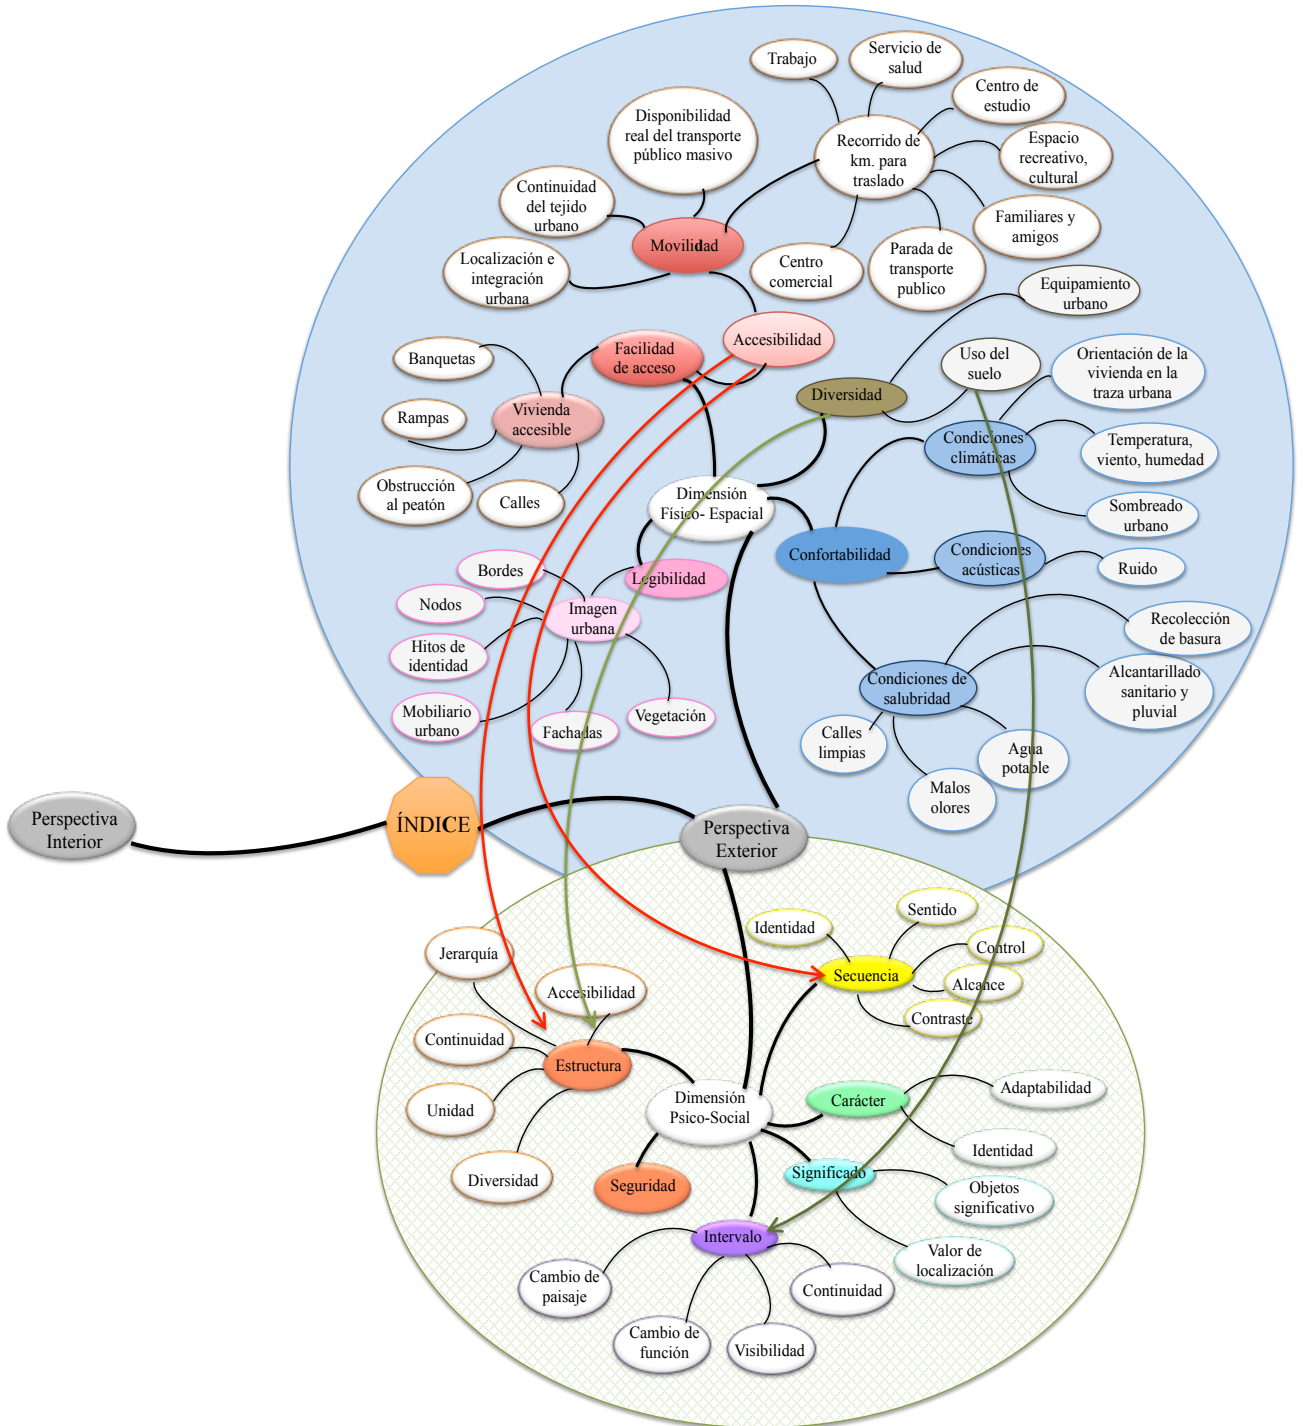 Trabajo
Servicio de
salud
Centro de
estudio
Disponibilidad
real del transporte
público masivo
Recorrido de
km. para
traslado
Espacio
recreativo,
cultural
Continuidad
del tejido
urbano
Familiares y
amigos
Movilidad
Localización e
integración
urbana
Centro
comercial
Parada de
transporte
publico
Equipamiento
urbano
Accesibilidad
Facilidad
de acceso
Banquetas
Uso del
suelo
Orientación de la
vivienda en la
traza urbana
Diversidad
Vivienda
accesible
Rampas
Condiciones
climáticas
Temperatura,
viento, humedad
Obstrucción
al peatón
Calles
Dimensión
Físico- Espacial
Sombreado
urbano
Confortabilidad
Condiciones
acústicas
Ruido
Bordes
Legibilidad
Nodos
Imagen
urbana
Recolección
de basura
Hitos de
identidad
Condiciones de
salubridad
Alcantarillado
sanitario y
pluvial
Mobiliario
urbano
Fachadas
Vegetación
Calles
limpias
Agua
potable
Malos
olores
Perspectiva
Interior
ÍNDICE
Perspectiva
Exterior
Identidad
Sentido
Jerarquía
Control
Secuencia
Accesibilidad
Alcance
Contraste
Continuidad
Estructura
Unidad
Dimensión
Psico-Social
Carácter
Adaptabilidad
Identidad
Diversidad
Seguridad
Significado
Objetos
significativo
Intervalo
Valor de
localización
Cambio de
paisaje
Continuidad
Cambio de
función
Visibilidad